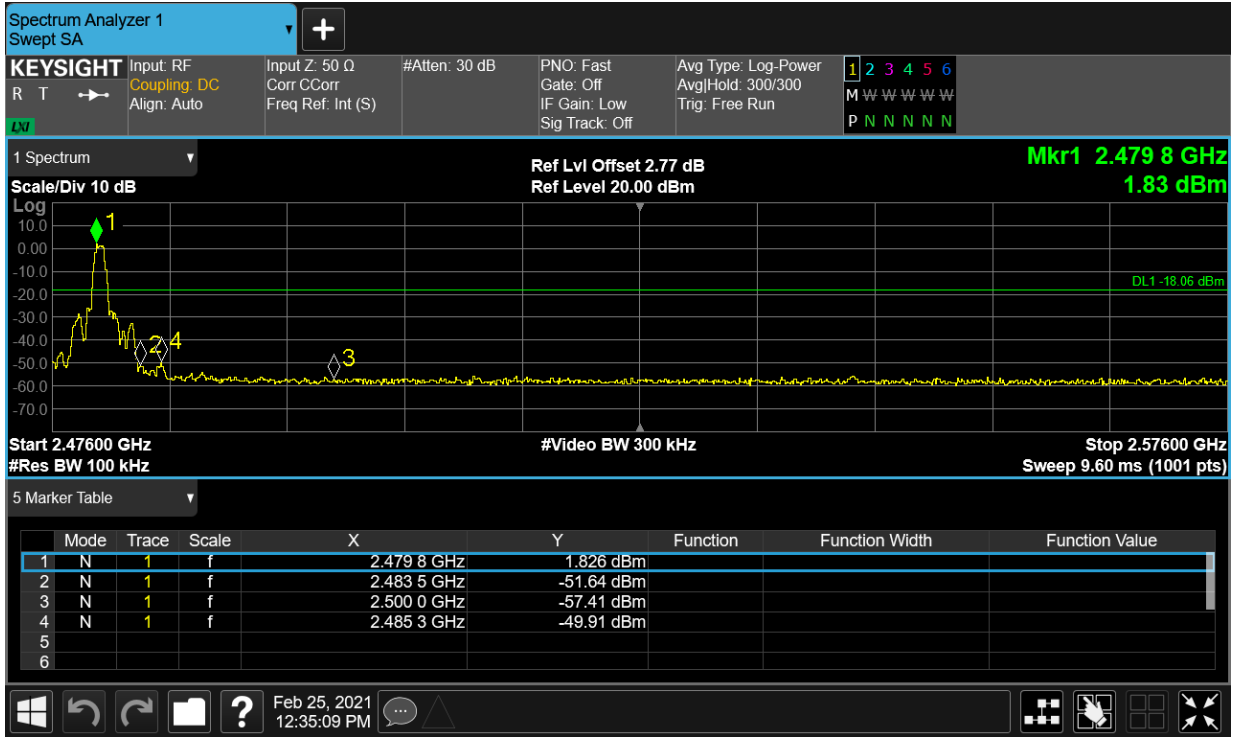 Spectrum Analyzer 1
Swept SA
KEYSIGHT Input: RF Input Z: 50 Ω #Atten: 30 dB PNO: Fast Avg Type: Log-Power 1 2 3 4 5 6
R T Coupling: DC Corr CCorr Gate: Off Avg|Hold: 300/300 M W W W W W
Align: Auto Freq Ref: Int (S) IF Gain: Low Trig: Free Run
LXI Sig Track: Off P N N N N N
1 Spectrum Ref Lvl Offset 2.77 dB Mkr1 2.479 8 GHz
Scale/Div 10 dB Ref Level 20.00 dBm 1.83 dBm
Log
10.0 1
0.00
-10.0
DL1 -18.06 dBm
-20.0
-30.0
-40.0 2 4
3
-50.0
-60.0
-70.0
Start 2.47600 GHz #Video BW 300 kHz Stop 2.57600 GHz
#Res BW 100 kHz Sweep 9.60 ms (1001 pts)
5 Marker Table
Mode Trace Scale X Y Function Function Width Function Value
1 N 1 f 2.479 8 GHz 1.826 dBm
2 N 1 f 2.483 5 GHz -51.64 dBm
3 N 1 f 2.500 0 GHz -57.41 dBm
4 N 1 f 2.485 3 GHz -49.91 dBm
5
6
? Feb 25, 2021
12:35:09 PM